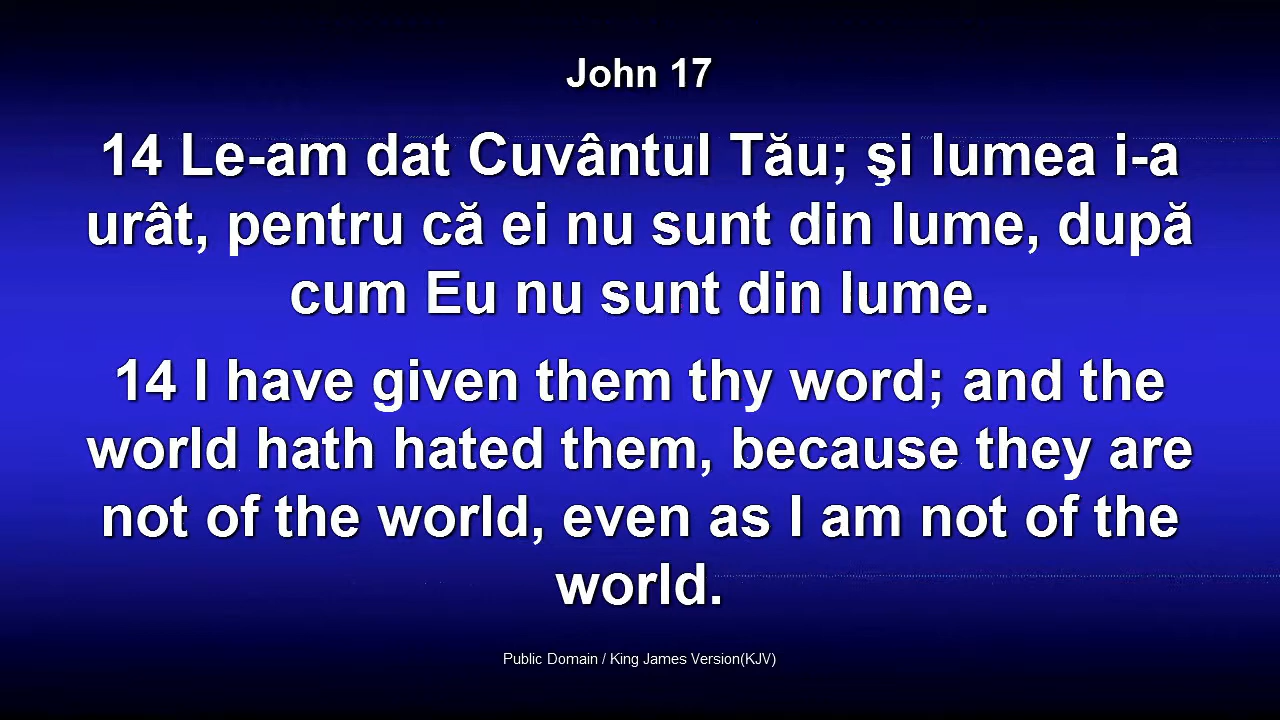 John 17
14 Le-am dat Cuvântul Tău; şi lumea i-a
urât, pentru că ei nu sunt din lume, după
cum Eu nu sunt din lume.
14 I have given them thy word; and the
world hath hated them, because they are
not of the world, even as I am not of the
world.
Public Domain / King James Version(KJV)